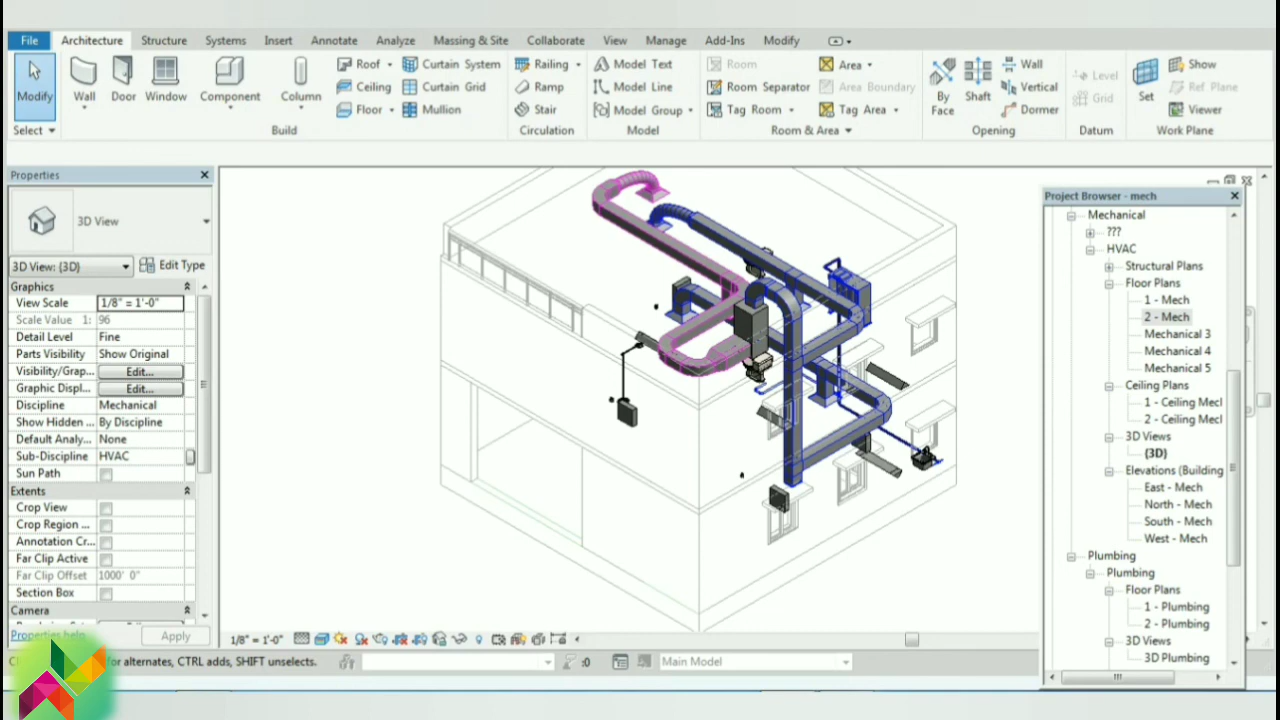 File Architecture Structure Systems Insert Annotate Analyze Massing & Site Collaborate View Manage Add-Ins Modify
Modify
Select
Wall
Door
Window
Component
Column
Roof
Ceiling
Floor
Curtain System
Curtain Grid
Mullion
Build
Railing
Ramp
Stair
Circulation
Model Text
Model Line
Model Group
Model
Room
Room Separator
Tag Room
Area
Area Boundary
Tag Area
Room & Area
By
Face
Shaft
Wall
Vertical
Dormer
Opening
Level
Grid
Datum
Set
Show
Ref Plane
Viewer
Work Plane
Properties
3D View
3D View: {3D}
Edit Type
Graphics
View Scale 1/8" = 1'-0"
Scale Value 1: 96
Detail Level Fine
Parts Visibility Show Original
Visibility/Grap... Edit...
Graphic Displ... Edit...
Discipline Mechanical
Show Hidden ... By Discipline
Default Analy... None
Sub-Discipline HVAC
Sun Path
Extents
Crop View
Crop Region ...
Annotation Cr...
Far Clip Active
Far Clip Offset 1000' 0"
Section Box
Camera
Properties help
Apply
Project Browser - mech
Mechanical
???
HVAC
Structural Plans
Floor Plans
1 - Mech
2 - Mech
Mechanical 3
Mechanical 4
Mechanical 5
Ceiling Plans
1 - Ceiling Mecl
2 - Ceiling Mecl
3D Views
{3D}
Elevations (Building
East - Mech
North - Mech
South - Mech
West - Mech
Plumbing
Plumbing
Floor Plans
1 - Plumbing
2 - Plumbing
3D Views
3D Plumbing
1/8" = 1'-0"
for alternates, CTRL adds, SHIFT unselects.
:0
Main Model